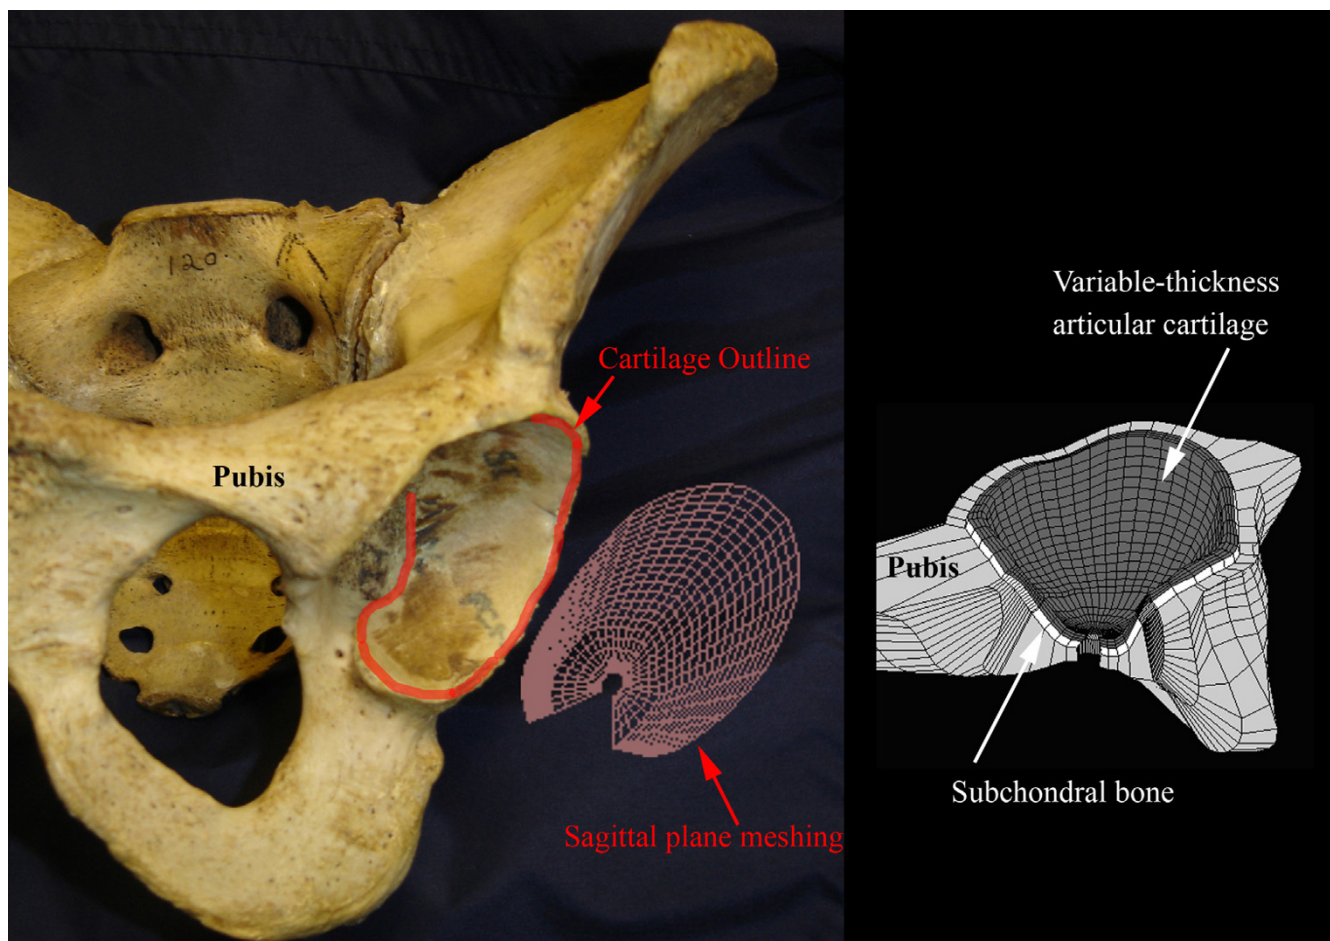 120
Cartilage Outline
Pubis
Sagittal plane meshing
Variable-thickness
articular cartilage
Pubis
Subchondral bone